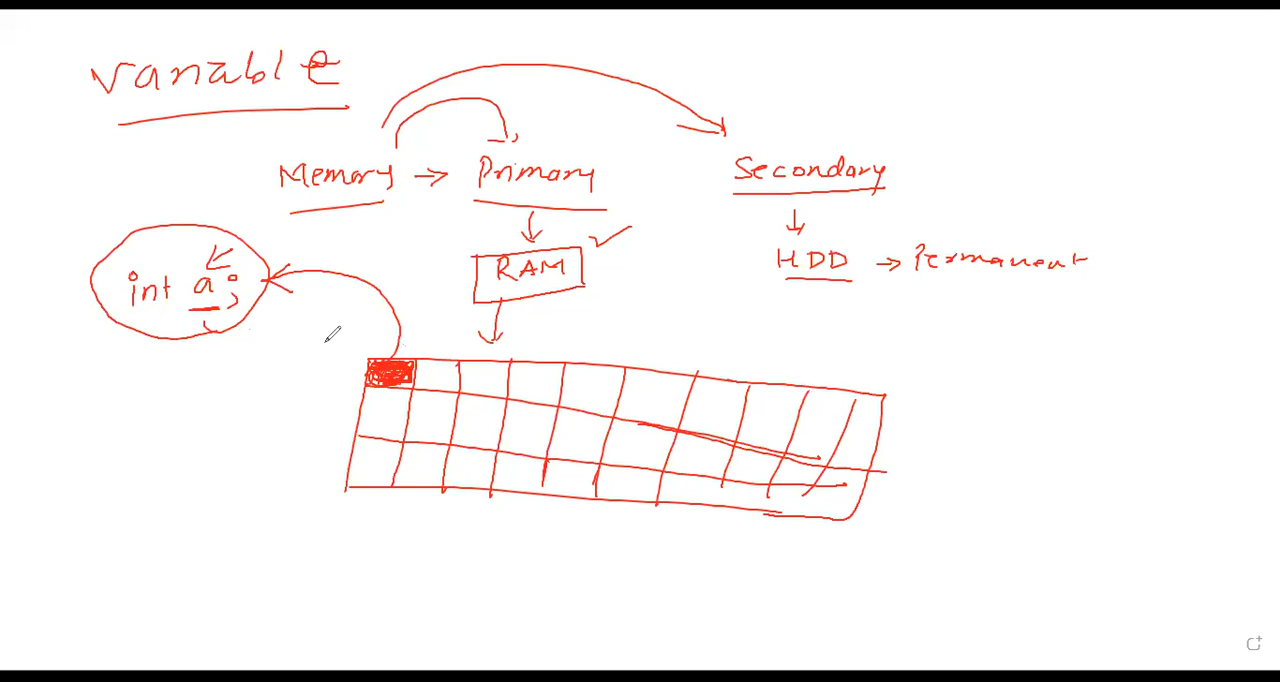 variable
Memory → Primary Secondary
int a; RAM ✓ HDD → Permanent